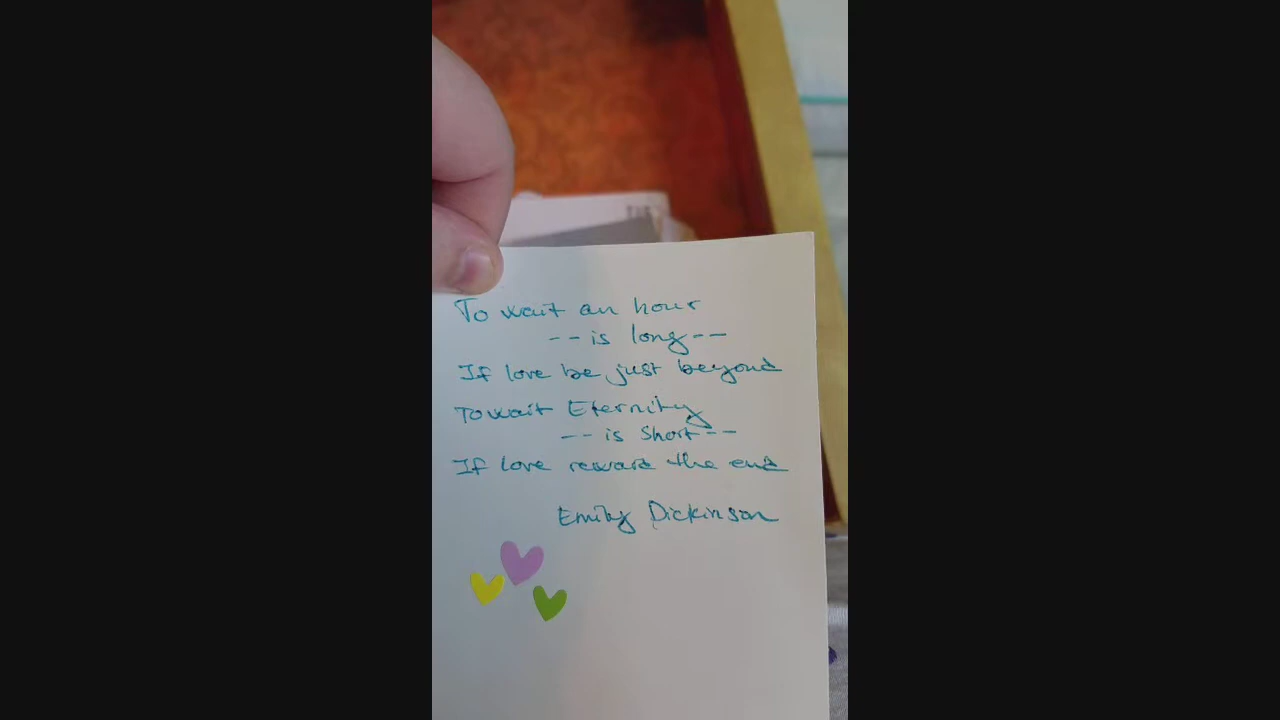 To wait an hour
-- is long --
If love be just beyond
To wait Eternity
-- is short --
If love reward the end
Emily Dickinson